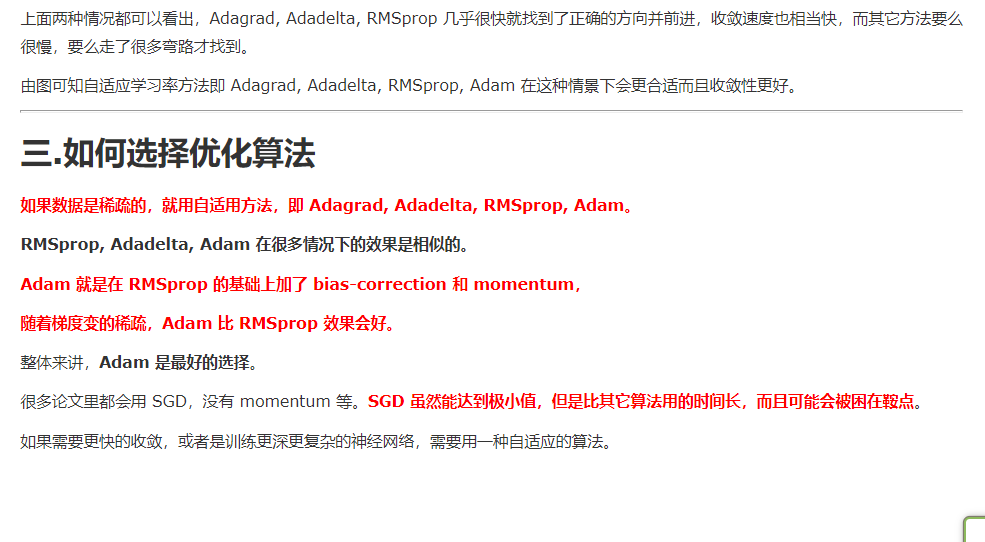 上面两种情况都可以看出，Adagrad, Adadelta, RMSprop 几乎很快就找到了正确的方向并前进，收敛速度也相当快，而其它方法要么
很慢，要么走了很多弯路才找到。
由图可知自适应学习率方法即 Adagrad, Adadelta, RMSprop, Adam 在这种情景下会更合适而且收敛性更好。
三.如何选择优化算法
如果数据是稀疏的，就用自适用方法，即 Adagrad, Adadelta, RMSprop, Adam。
RMSprop, Adadelta, Adam 在很多情况下的效果是相似的。
Adam 就是在 RMSprop 的基础上加了 bias-correction 和 momentum，
随着梯度变的稀疏，Adam 比 RMSprop 效果会好。
整体来讲，Adam 是最好的选择。
很多论文里都会用 SGD，没有 momentum 等。SGD 虽然能达到极小值，但是比其它算法用的时间长，而且可能会被困在鞍点。
如果需要更快的收敛，或者是训练更深更复杂的神经网络，需要用一种自适应的算法。